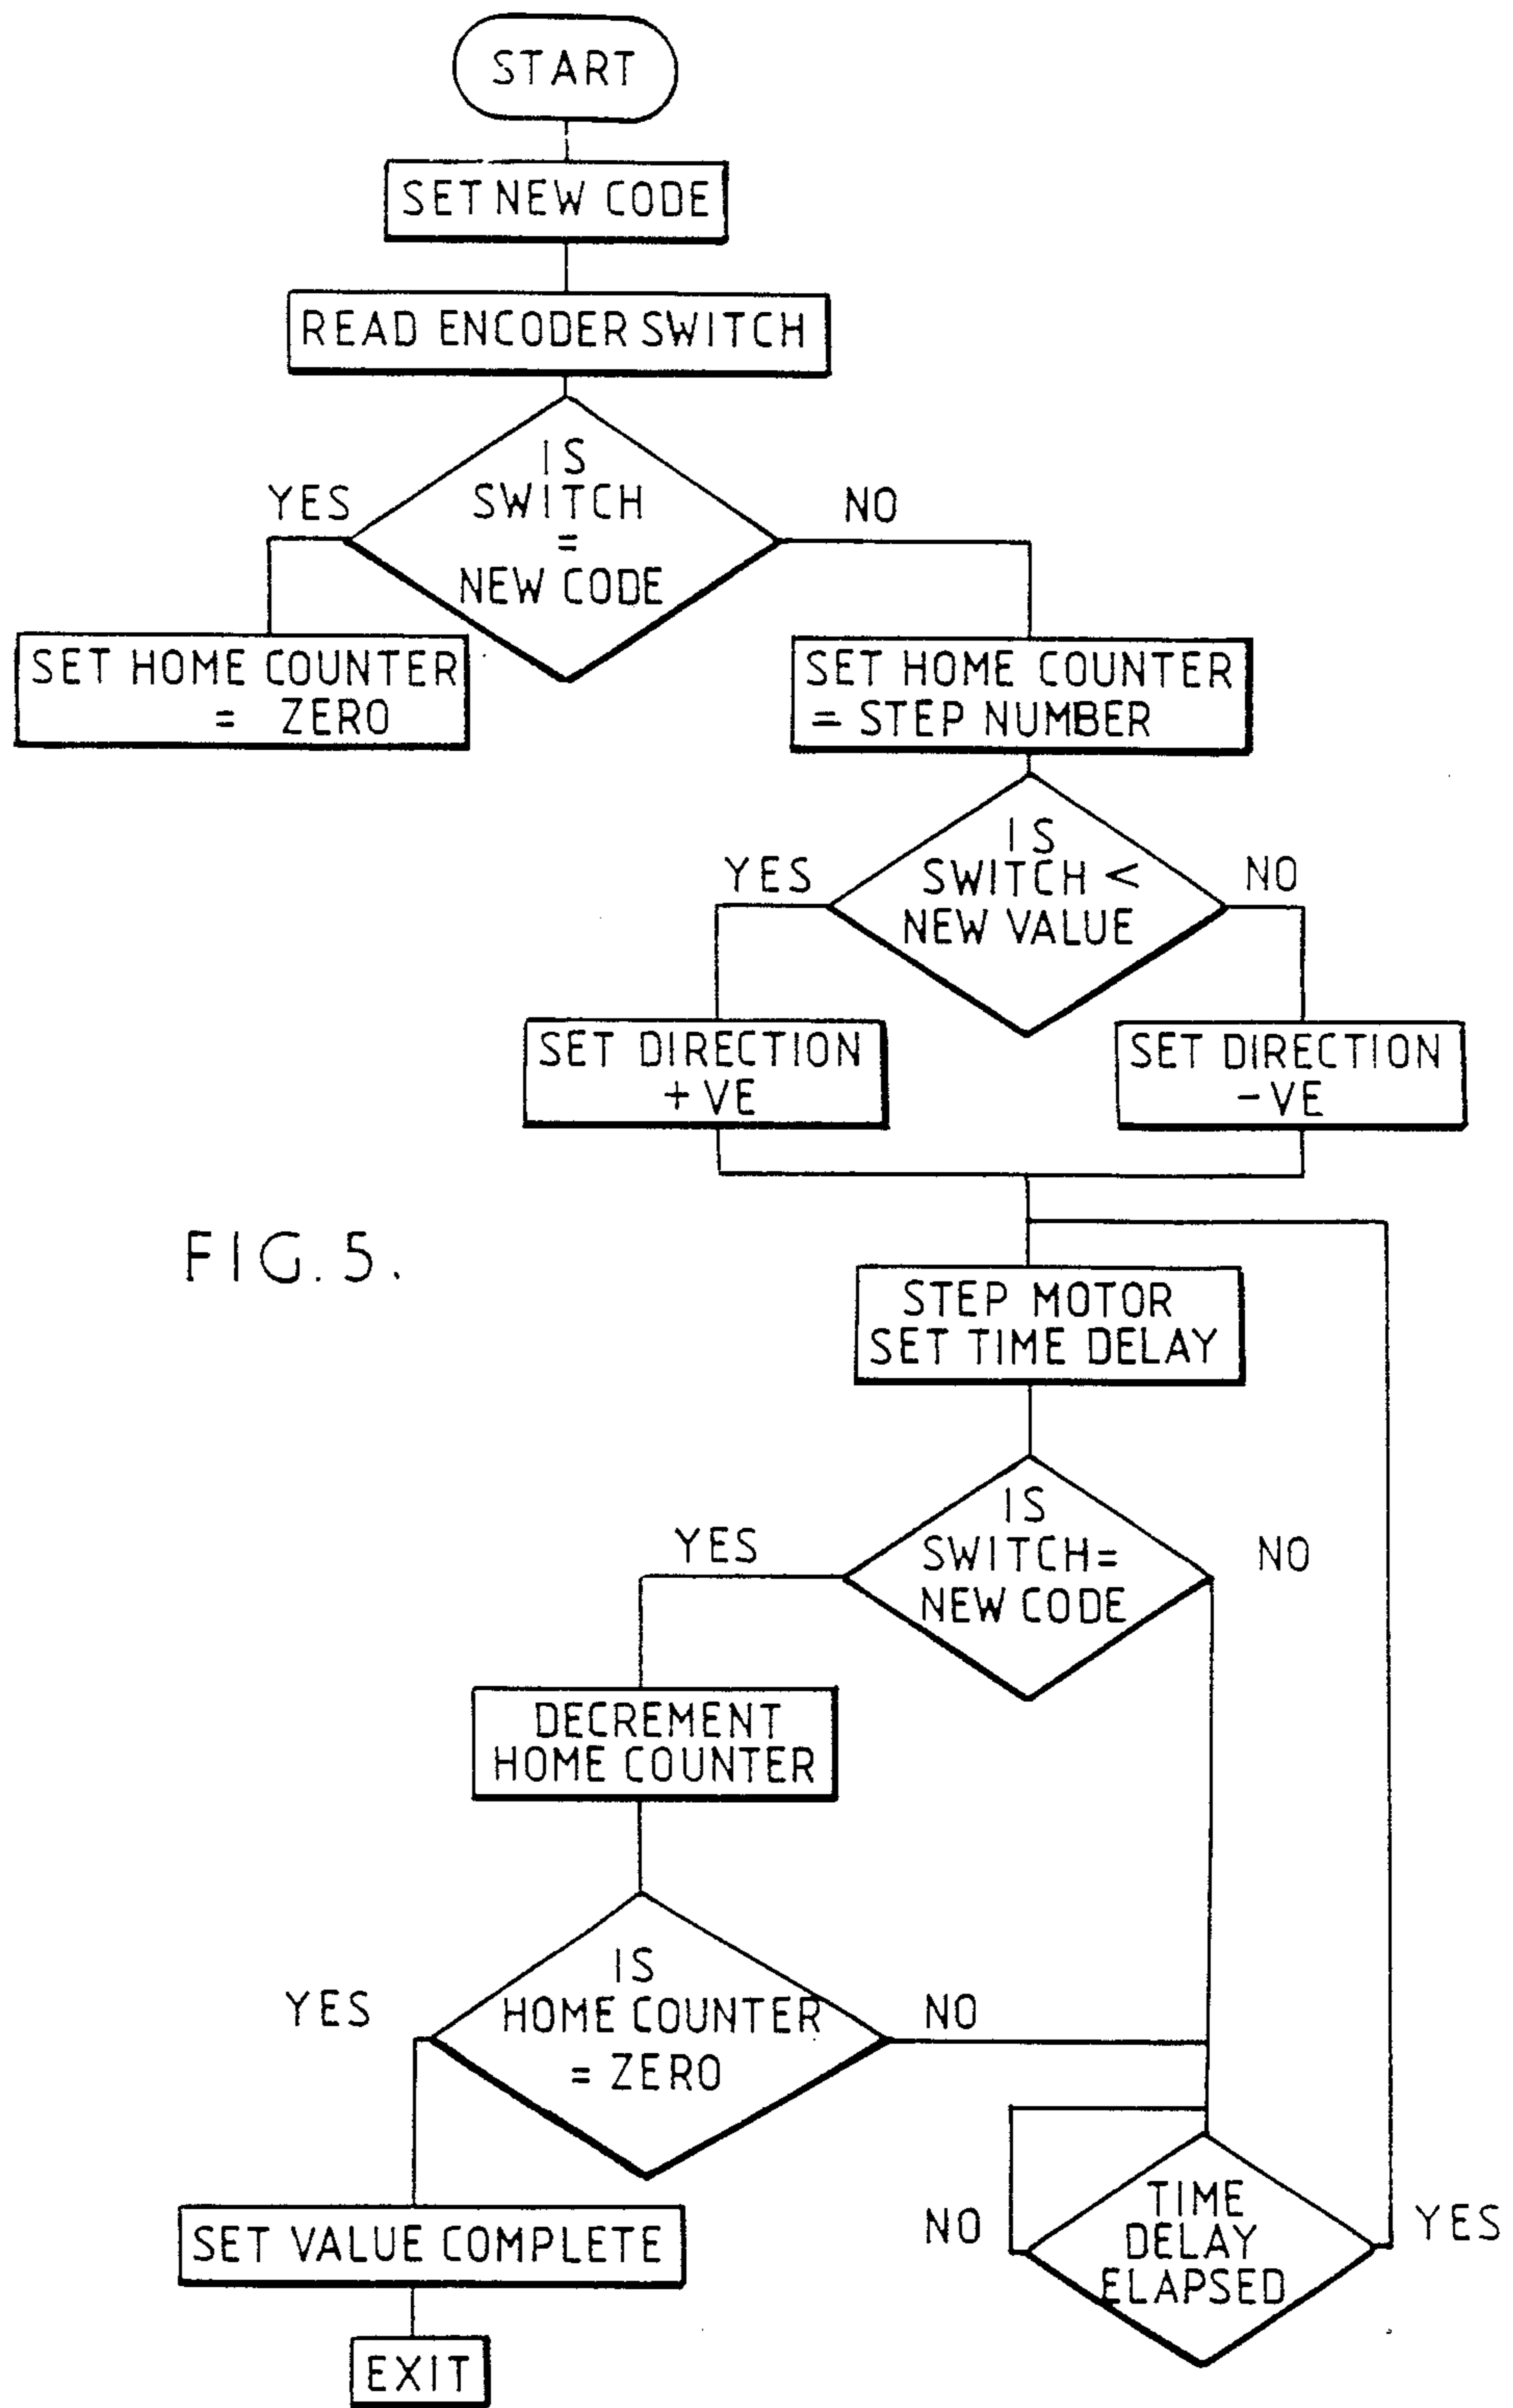 START
SET NEW CODE
READ ENCODER SWITCH
IS
SWITCH
=
NEW CODE
YES
NO
SET HOME COUNTER
= ZERO
SET HOME COUNTER
= STEP NUMBER
IS
SWITCH <
NEW VALUE
YES
NO
SET DIRECTION
+VE
SET DIRECTION
-VE
FIG. 5.
STEP MOTOR
SET TIME DELAY
IS
SWITCH =
NEW CODE
YES
NO
DECREMENT
HOME COUNTER
IS
HOME COUNTER
= ZERO
YES
NO
TIME
DELAY
ELAPSED
NO
YES
SET VALUE COMPLETE
EXIT